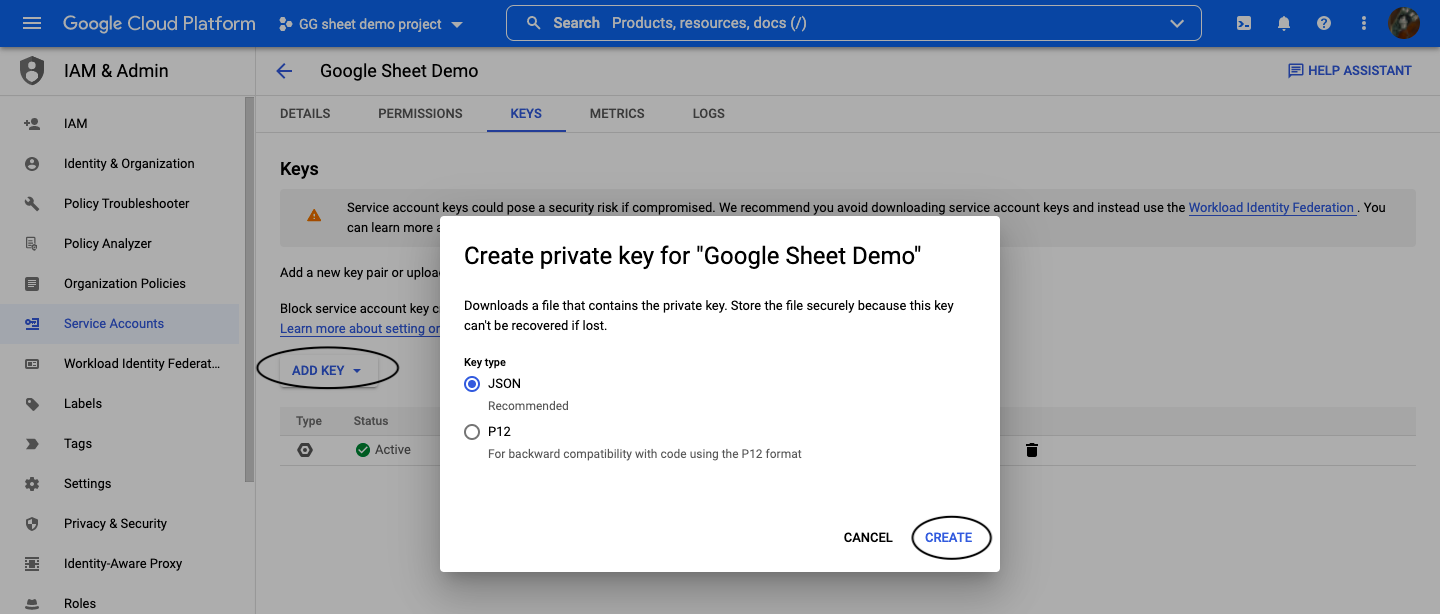 Google Cloud Platform
GG sheet demo project
Search Products, resources, docs (/)
IAM & Admin
Google Sheet Demo
HELP ASSISTANT
DETAILS
PERMISSIONS
KEYS
METRICS
LOGS
IAM
Identity & Organization
Policy Troubleshooter
Policy Analyzer
Organization Policies
Service Accounts
Workload Identity Federat...
Labels
Tags
Settings
Privacy & Security
Identity-Aware Proxy
Roles
Keys
Service account keys could pose a security risk if compromised. We recommend you avoid downloading service account keys and instead use the Workload Identity Federation . You
can learn more a
Add a new key pair or uploa
Block service account key c
Learn more about setting or
ADD KEY
Type Status
Active
Create private key for "Google Sheet Demo"
Downloads a file that contains the private key. Store the file securely because this key
can't be recovered if lost.
Key type
JSON
Recommended
P12
For backward compatibility with code using the P12 format
CANCEL
CREATE